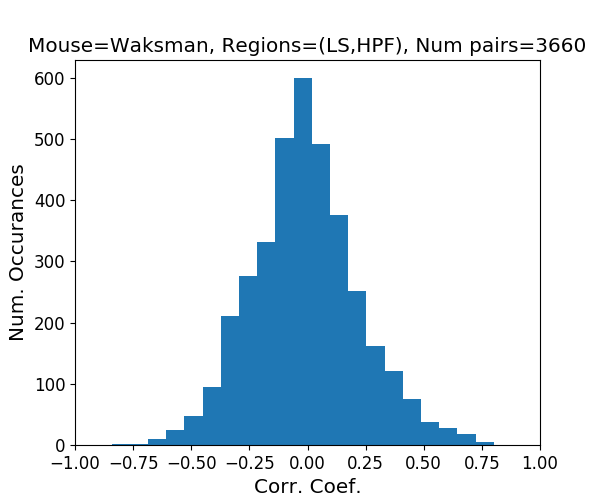 Mouse=Waksman, Regions=(LS,HPF), Num pairs=3660
600
500
400
300
200
100
0
Num. Occurances
−1.00 −0.75 −0.50 −0.25 0.00 0.25 0.50 0.75 1.00
Corr. Coef.